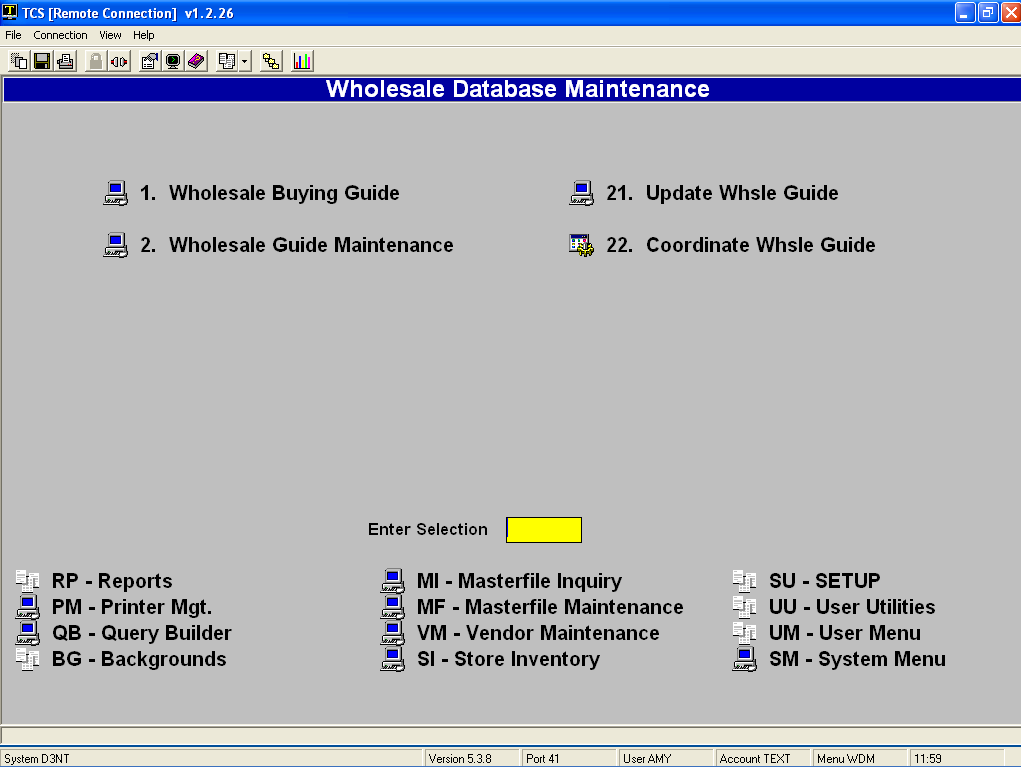 TCS [Remote Connection] v1.2.26
File Connection View Help
Wholesale Database Maintenance
1. Wholesale Buying Guide
21. Update Whsle Guide
2. Wholesale Guide Maintenance
22. Coordinate Whsle Guide
Enter Selection
RP - Reports
MI - Masterfile Inquiry
SU - SETUP
PM - Printer Mgt.
MF - Masterfile Maintenance
UU - User Utilities
QB - Query Builder
VM - Vendor Maintenance
UM - User Menu
BG - Backgrounds
SI - Store Inventory
SM - System Menu
System D3NT Version 5.3.8 Port 41 User AMY Account TEXT Menu WDM 11:59